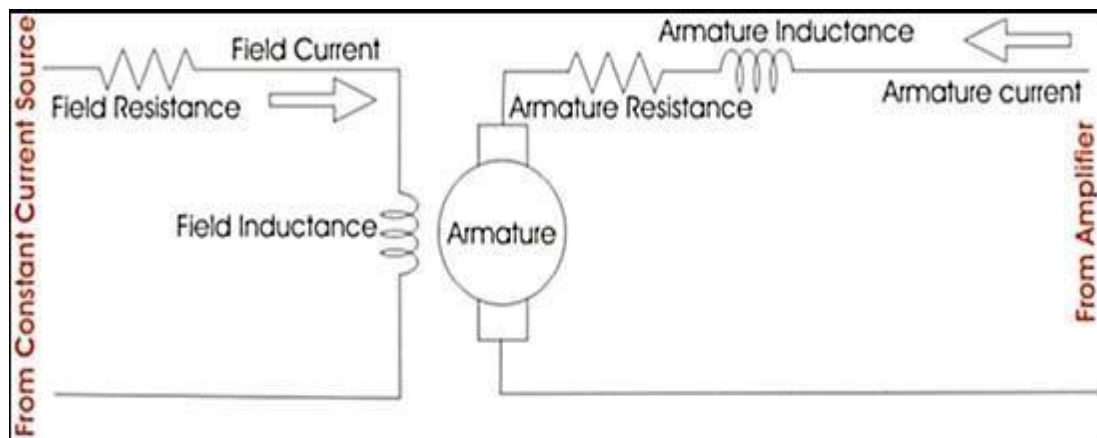 From Constant Current Source
Field Current
Field Resistance
Field Inductance
Armature Inductance
Armature Resistance
Armature current
Armature
From Amplifier